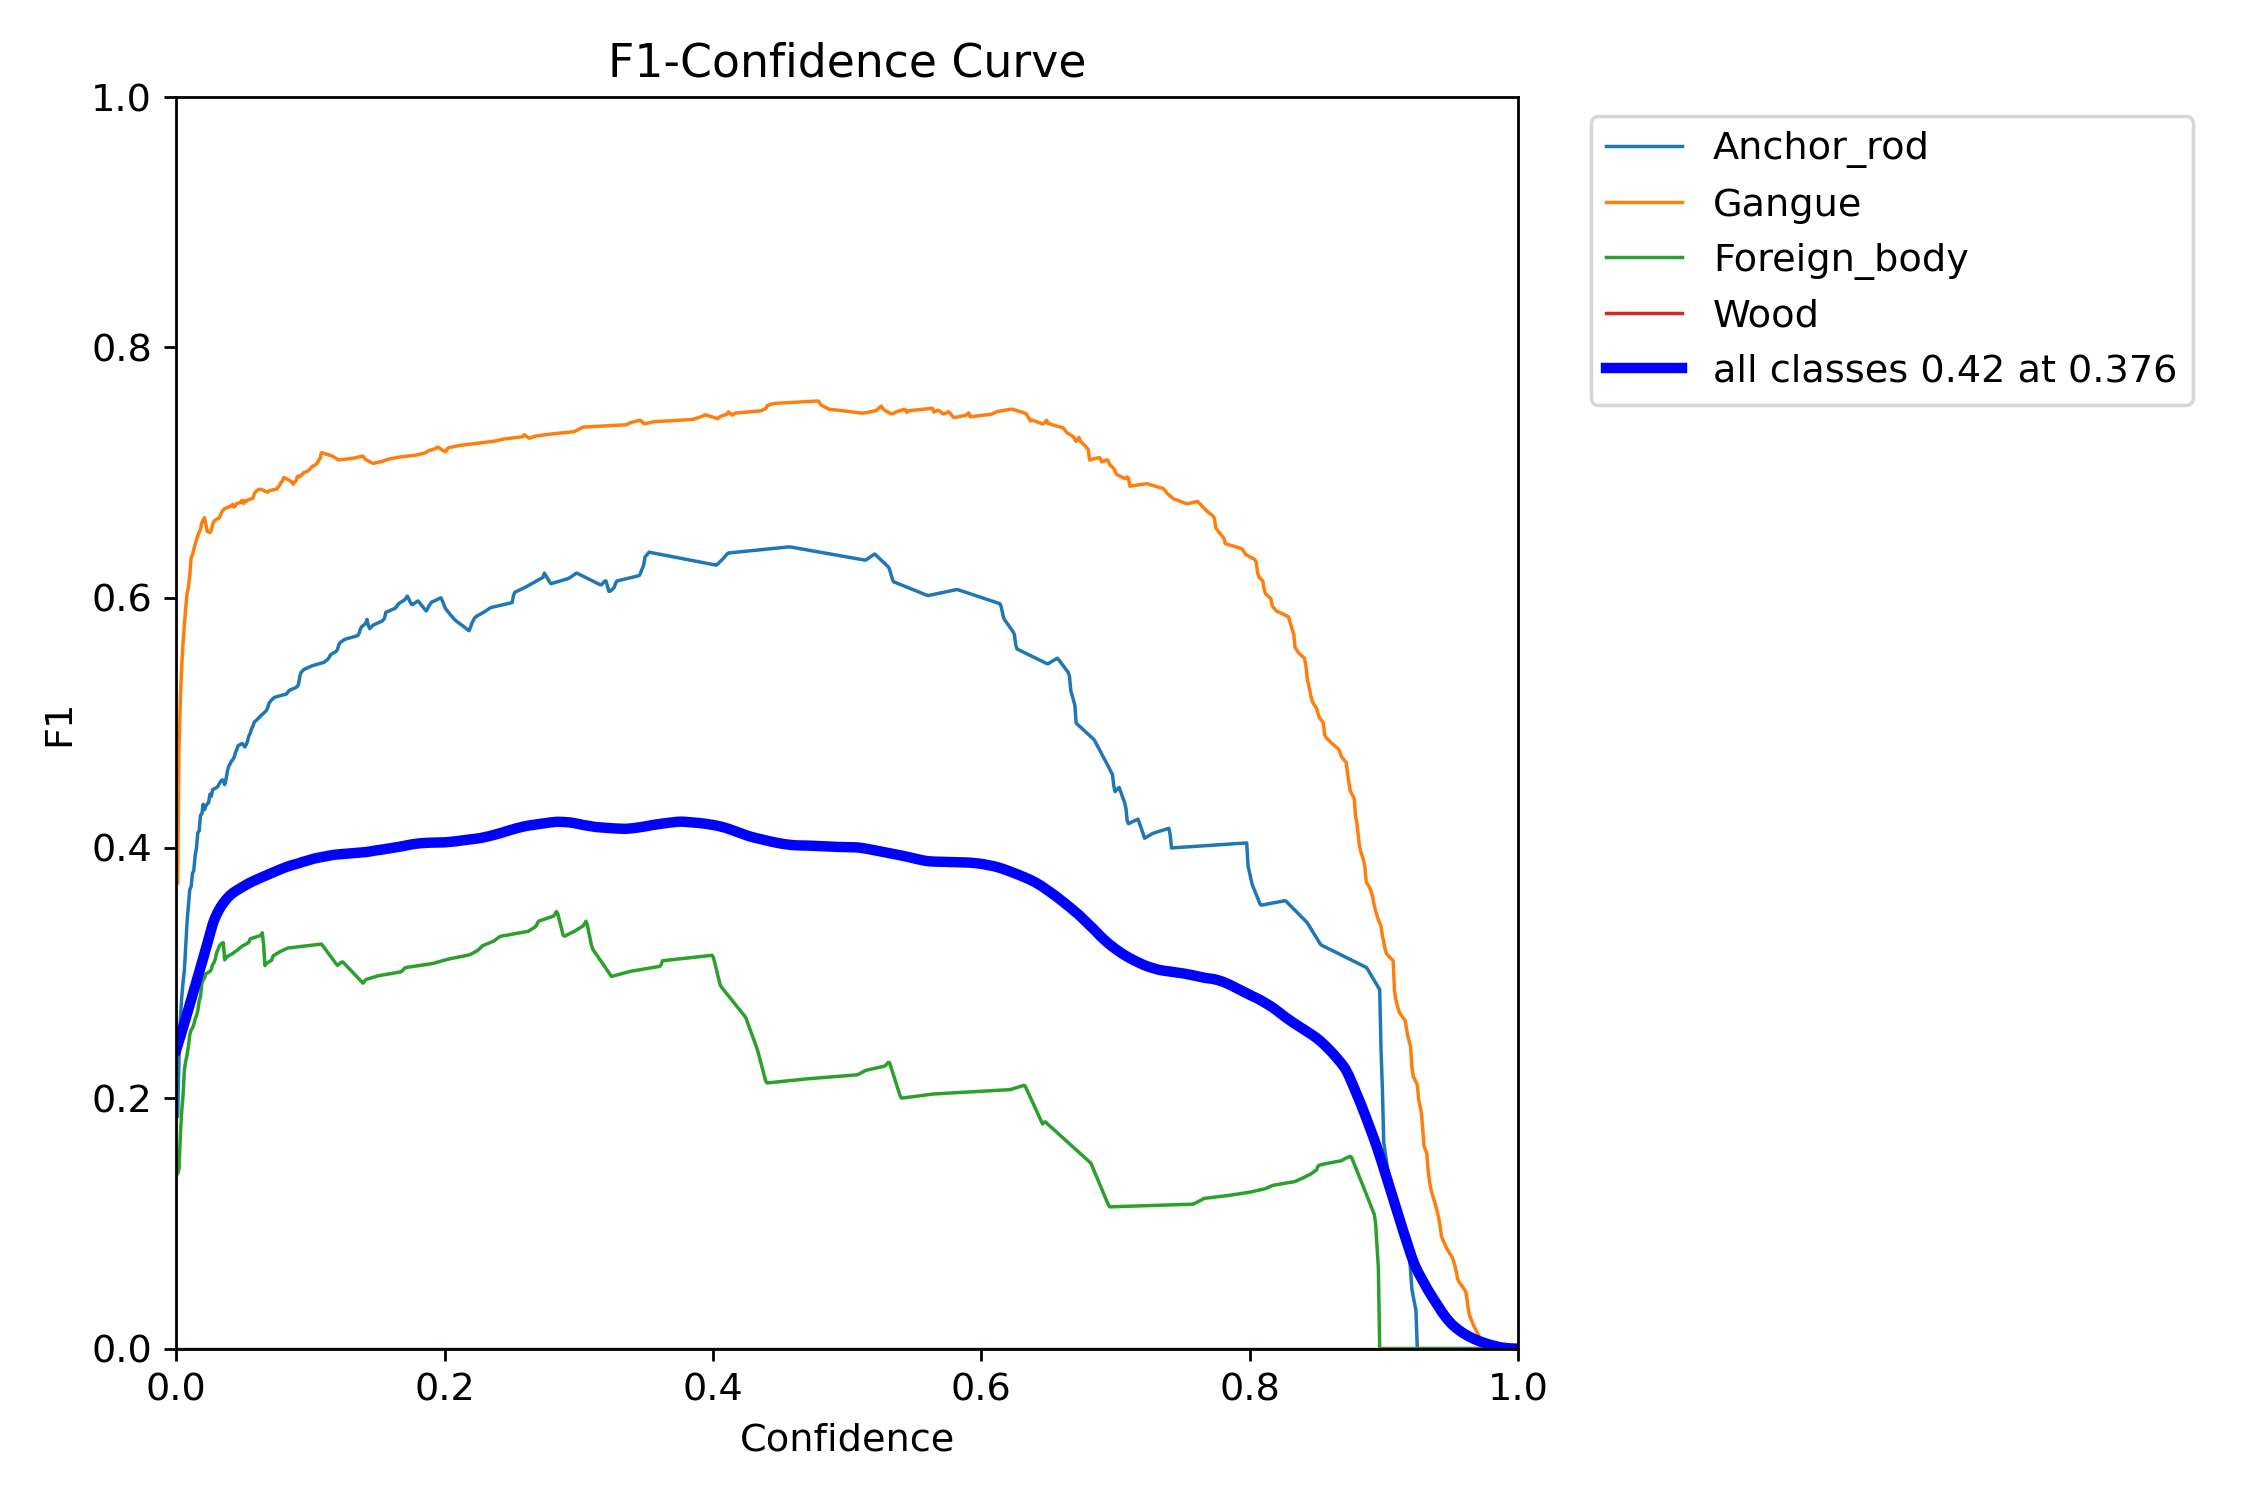 F1-Confidence Curve
1.0
0.8
0.6
0.4
0.2
0.0
F1
0.0 0.2 0.4 0.6 0.8 1.0
Confidence
Anchor_rod
Gangue
Foreign_body
Wood
all classes 0.42 at 0.376